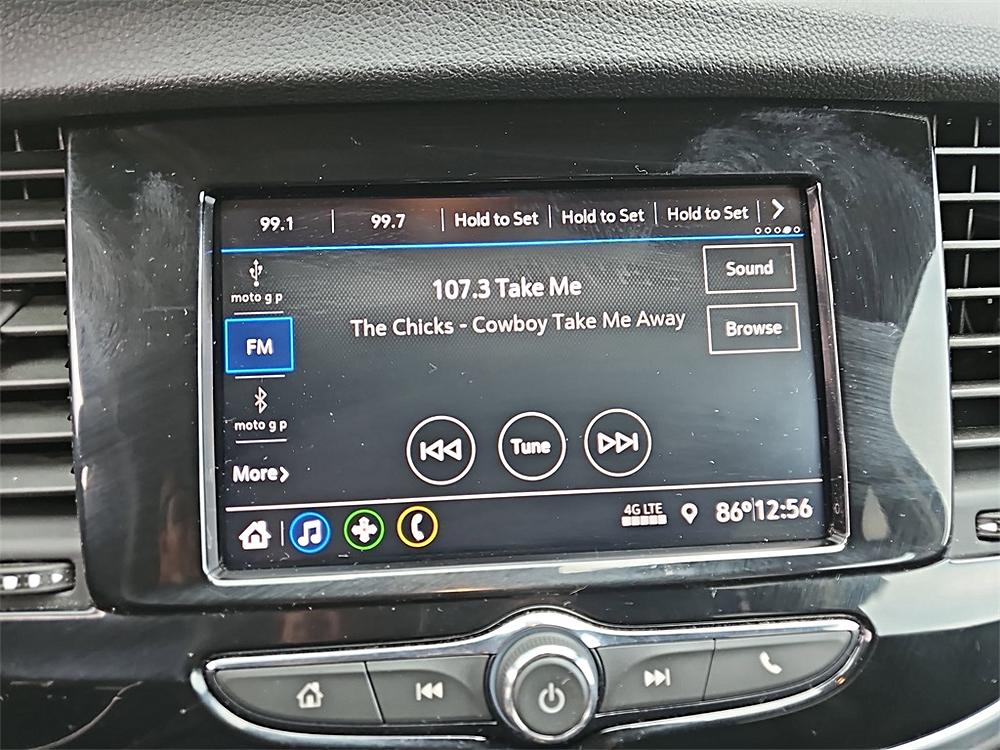 99.1 99.7 Hold to Set Hold to Set Hold to Set
moto g p
107.3 Take Me
Sound
FM
The Chicks - Cowboy Take Me Away
Browse
moto g p
More
Tune
4G LTE
86° 12:56